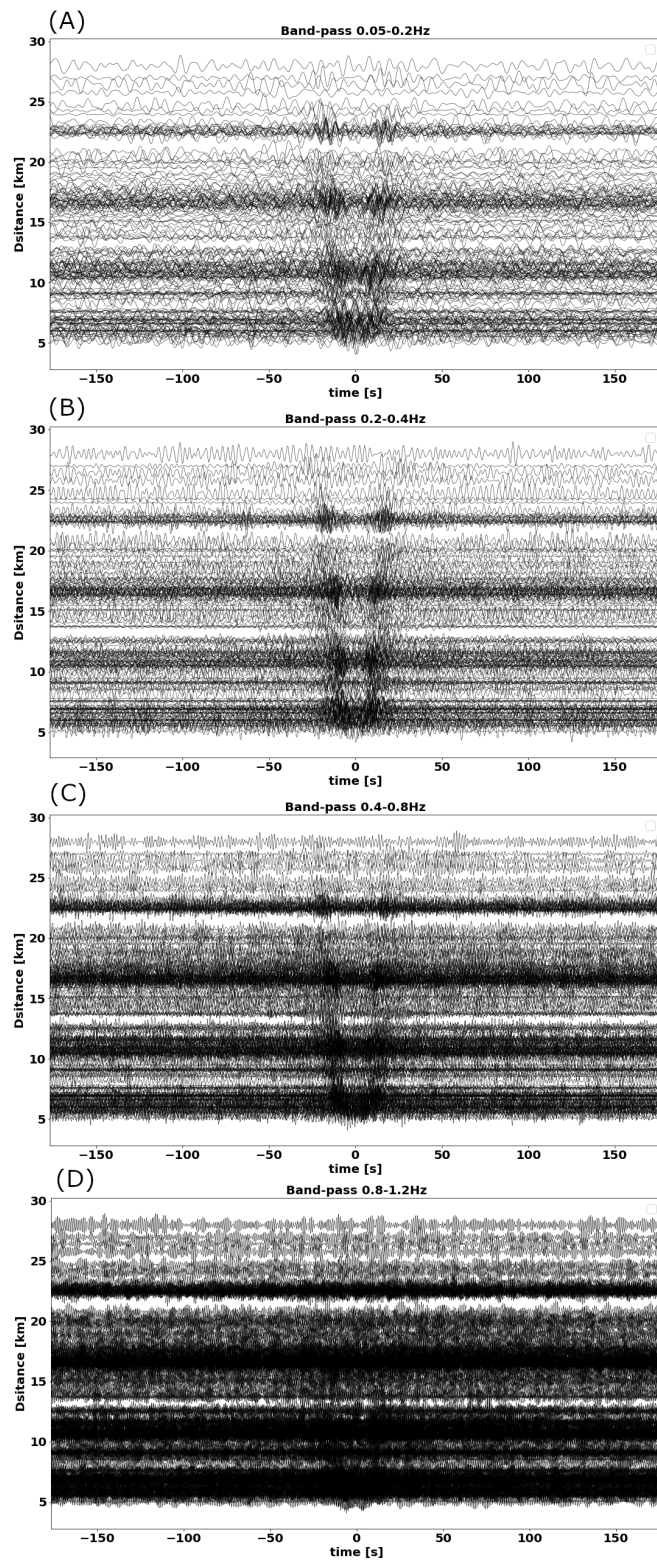 (A)
Band-pass 0.05-0.2Hz
30
25
20
15
10
5
Dsitance [km]
−150 −100 −50 0 50 100 150
time [s]
(B)
Band-pass 0.2-0.4Hz
30
25
20
15
10
5
Dsitance [km]
−150 −100 −50 0 50 100 150
time [s]
(C)
Band-pass 0.4-0.8Hz
30
25
20
15
10
5
Dsitance [km]
−150 −100 −50 0 50 100 150
time [s]
(D)
Band-pass 0.8-1.2Hz
30
25
20
15
10
5
Dsitance [km]
−150 −100 −50 0 50 100 150
time [s]